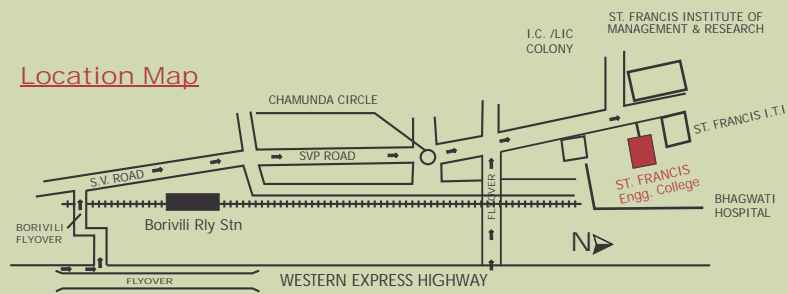 ST. FRANCIS INSTITUTE OF
MANAGEMENT & RESEARCH
I.C. /LIC
COLONY
Location Map
CHAMUNDA CIRCLE
ST. FRANCIS I.T.I
SVP ROAD
S.V. ROAD
ST. FRANCIS
Engg. College
FLYOVER
BHAGWATI
HOSPITAL
Borivili Rly Stn
BORIVILI
FLYOVER
N
FLYOVER
WESTERN EXPRESS HIGHWAY